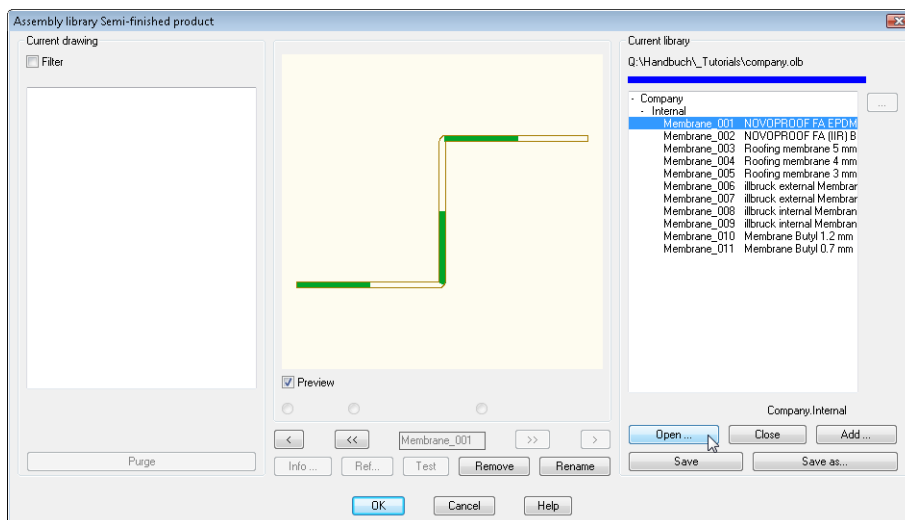 Assembly library Semi-finished product
Current drawing
Filter
Purge
Preview
<
<<
Membrane_001
>>
>
Info ...
Ref...
Test
Remove
Rename
Current library
Q:\Handbuch\_Tutorials\company.olb
...
- Company
- Internal
Membrane_001 NOVOPROOF FA EPDM
Membrane_002 NOVOPROOF FA (IIR) B
Membrane_003 Roofing membrane 5 mm
Membrane_004 Roofing membrane 4 mm
Membrane_005 Roofing membrane 3 mm
Membrane_006 illbruck external Membrar
Membrane_007 illbruck external Membrar
Membrane_008 illbruck internal Membran
Membrane_009 illbruck internal Membran
Membrane_010 Membrane Butyl 1.2 mm
Membrane_011 Membrane Butyl 0.7 mm
Company.Internal
Open ...
Close
Add ...
Save
Save as...
OK
Cancel
Help